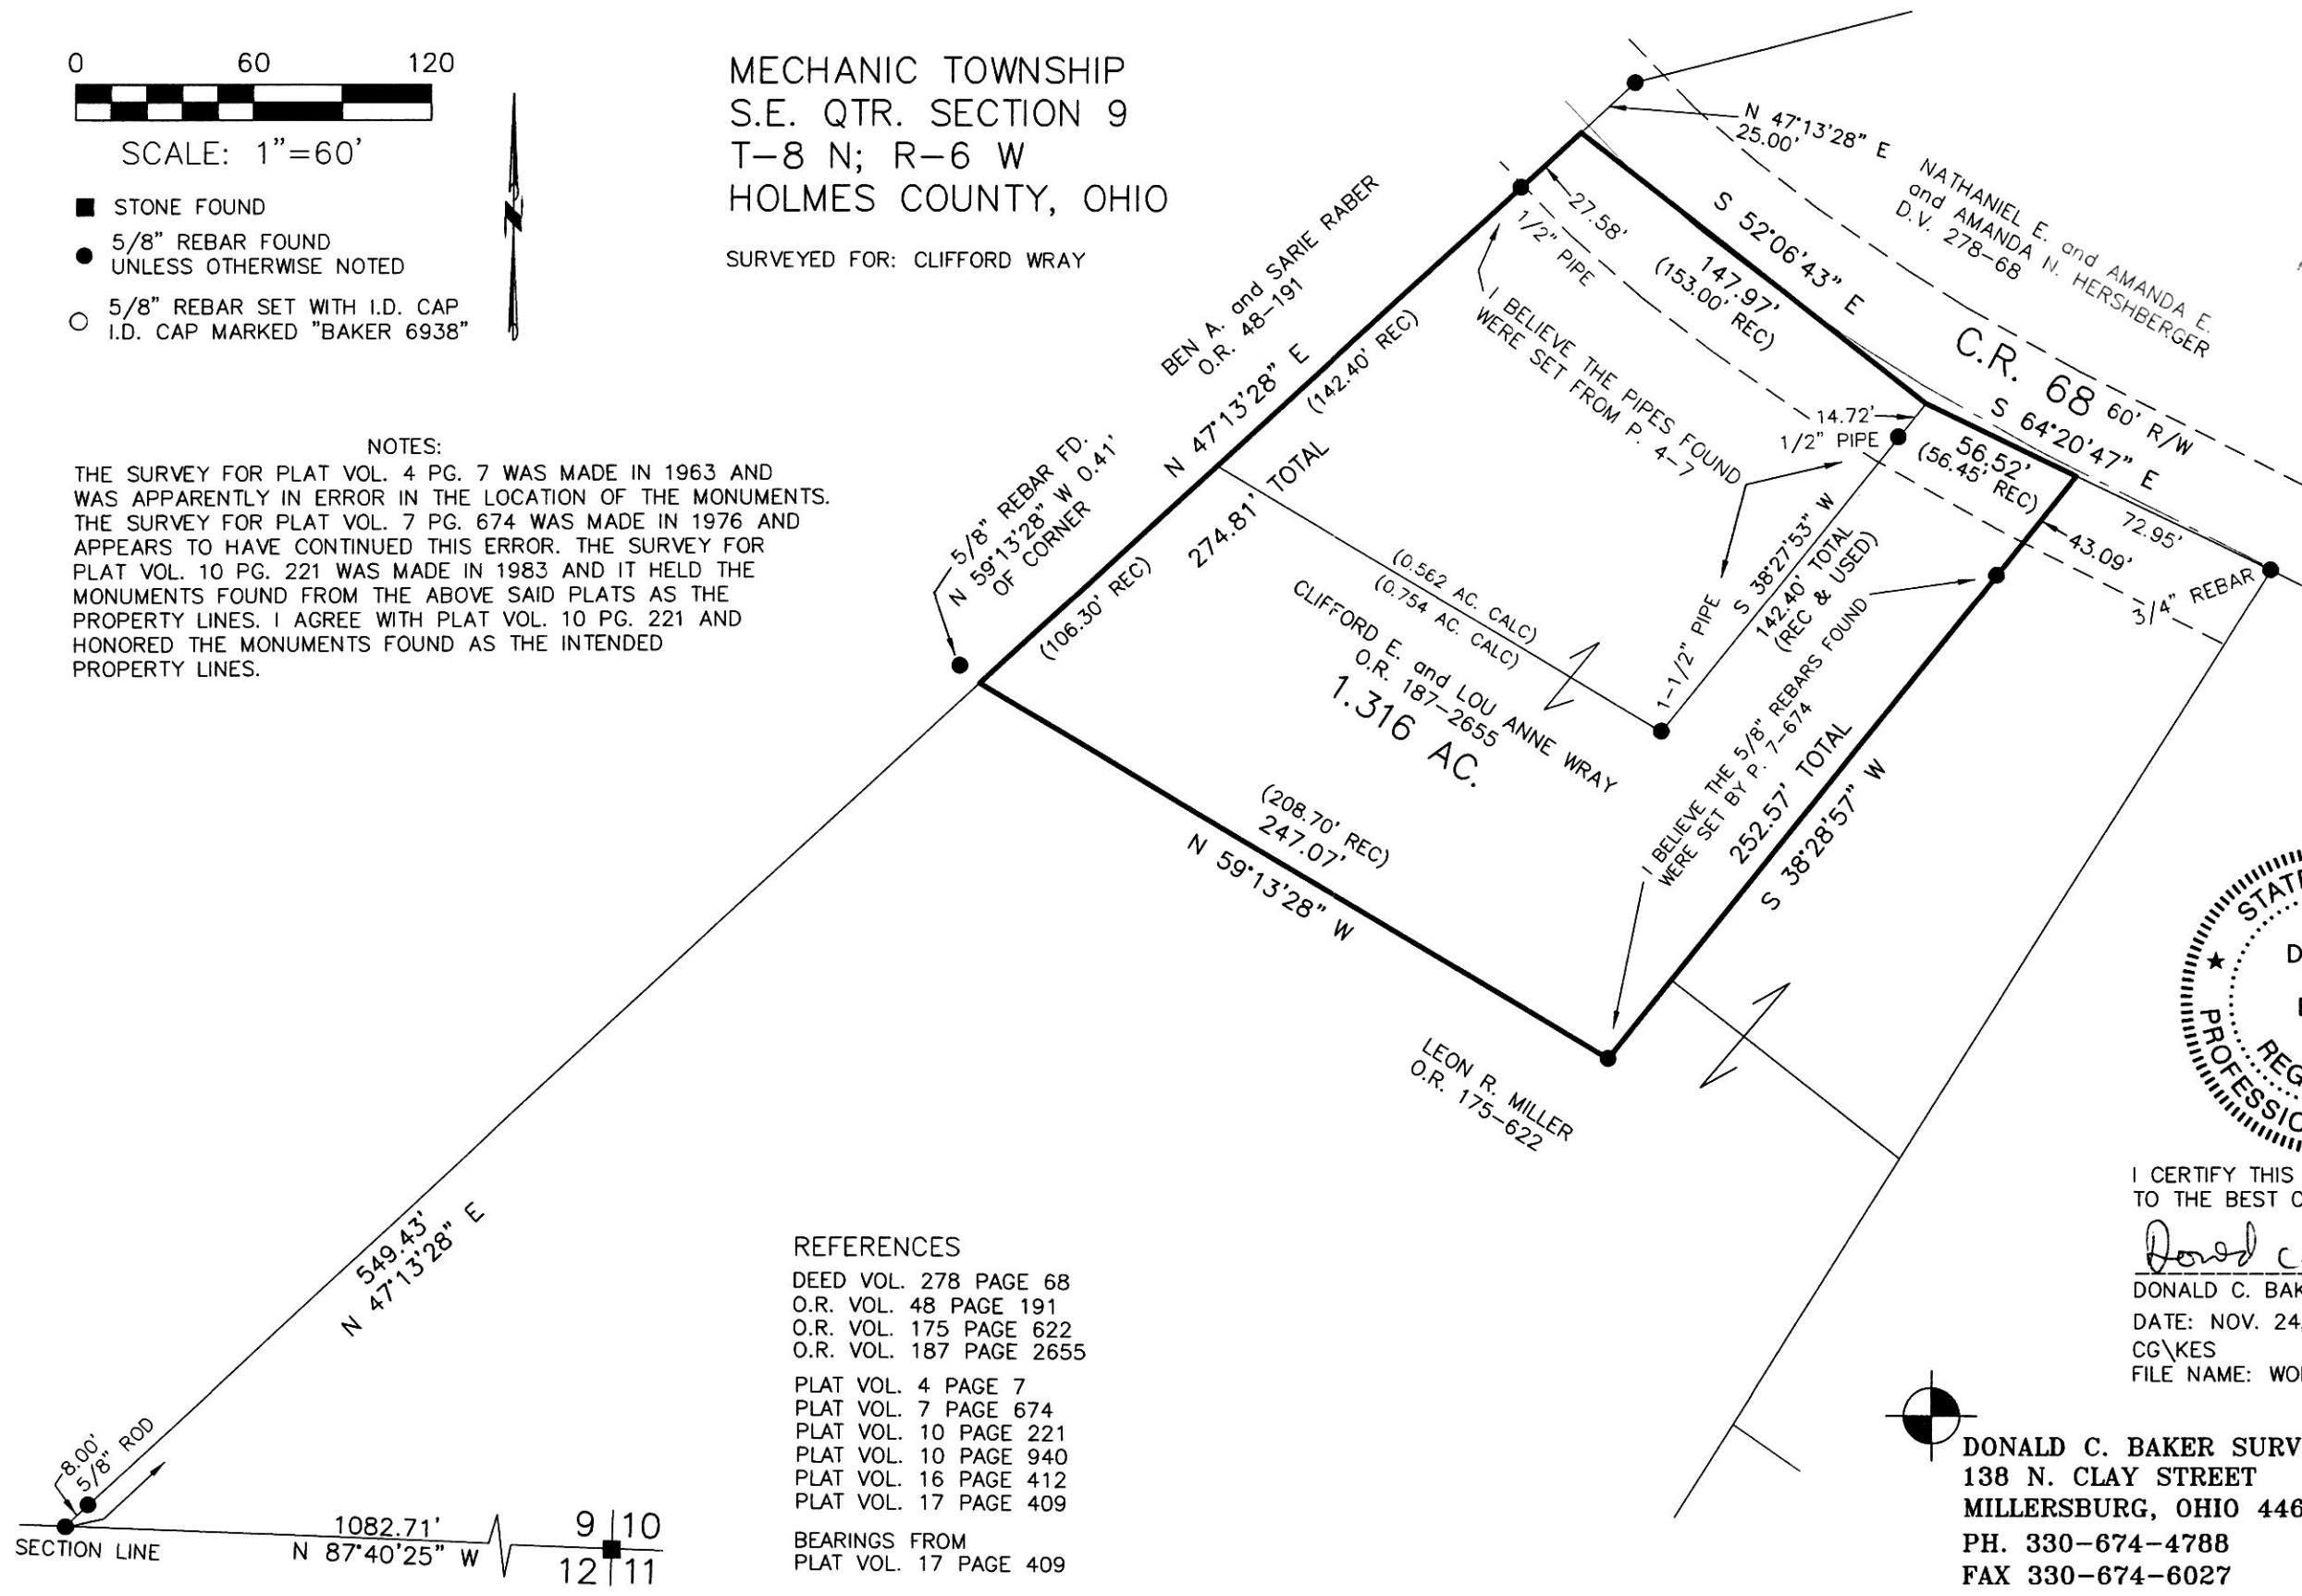 0 60 120
SCALE: 1"=60'
STONE FOUND
5/8" REBAR FOUND
UNLESS OTHERWISE NOTED
5/8" REBAR SET WITH I.D. CAP
I.D. CAP MARKED "BAKER 6938"
MECHANIC TOWNSHIP
S.E. QTR. SECTION 9
T-8 N; R-6 W
HOLMES COUNTY, OHIO
SURVEYED FOR: CLIFFORD WRAY
NOTES:
THE SURVEY FOR PLAT VOL. 4 PG. 7 WAS MADE IN 1963 AND
WAS APPARENTLY IN ERROR IN THE LOCATION OF THE MONUMENTS.
THE SURVEY FOR PLAT VOL. 7 PG. 674 WAS MADE IN 1976 AND
APPEARS TO HAVE CONTINUED THIS ERROR. THE SURVEY FOR
PLAT VOL. 10 PG. 221 WAS MADE IN 1983 AND IT HELD THE
MONUMENTS FOUND FROM THE ABOVE SAID PLATS AS THE
PROPERTY LINES. I AGREE WITH PLAT VOL. 10 PG. 221 AND
HONORED THE MONUMENTS FOUND AS THE INTENDED
PROPERTY LINES.
N 47°13'28" E
25.00'
NATHANIEL E. and AMANDA E.
and AMANDA N. HERSHBERGER
D.V. 278-68
C.R. 68 60' R/W
S 52°06'43" E
147.97'
(153.00' REC)
27.58'
1/2" PIPE
I BELIEVE THE PIPES FOUND
WERE SET FROM P. 4-7
BEN A. and SARIE RABER
O.R. 48-191
N 47°13'28" E
(142.40' REC)
274.81' TOTAL
(106.30' REC)
5/8" REBAR FD.
N 59°13'28" W 0.41'
OF CORNER
14.72'
1/2" PIPE
S 64°20'47" E
56.52'
(56.45' REC)
72.95'
43.09'
3/4" REBAR
S 38°27'53" W
142.40' TOTAL
(REC & USED)
1-1/2" PIPE
(0.562 AC. CALC)
(0.754 AC. CALC)
CLIFFORD E. and LOU ANNE WRAY
O.R. 187-2655
1.316 AC.
I BELIEVE THE 5/8" REBARS FOUND
WERE SET BY P. 7-674
252.57' TOTAL
S 38°28'57" W
(208.70' REC)
247.07'
N 59°13'28" W
LEON R. MILLER
O.R. 175-622
549.43'
N 47°13'28" E
8.00'
5/8" ROD
SECTION LINE
1082.71'
N 87°40'25" W
9 10
12 11
REFERENCES
DEED VOL. 278 PAGE 68
O.R. VOL. 48 PAGE 191
O.R. VOL. 175 PAGE 622
O.R. VOL. 187 PAGE 2655
PLAT VOL. 4 PAGE 7
PLAT VOL. 7 PAGE 674
PLAT VOL. 10 PAGE 221
PLAT VOL. 10 PAGE 940
PLAT VOL. 16 PAGE 412
PLAT VOL. 17 PAGE 409
BEARINGS FROM
PLAT VOL. 17 PAGE 409
STATE
D
REG
PROFESSIO
I CERTIFY THIS
TO THE BEST O
Donald C.
DONALD C. BAK
DATE: NOV. 24,
CG\KES
FILE NAME: WO
DONALD C. BAKER SURV
138 N. CLAY STREET
MILLERSBURG, OHIO 446
PH. 330-674-4788
FAX 330-674-6027